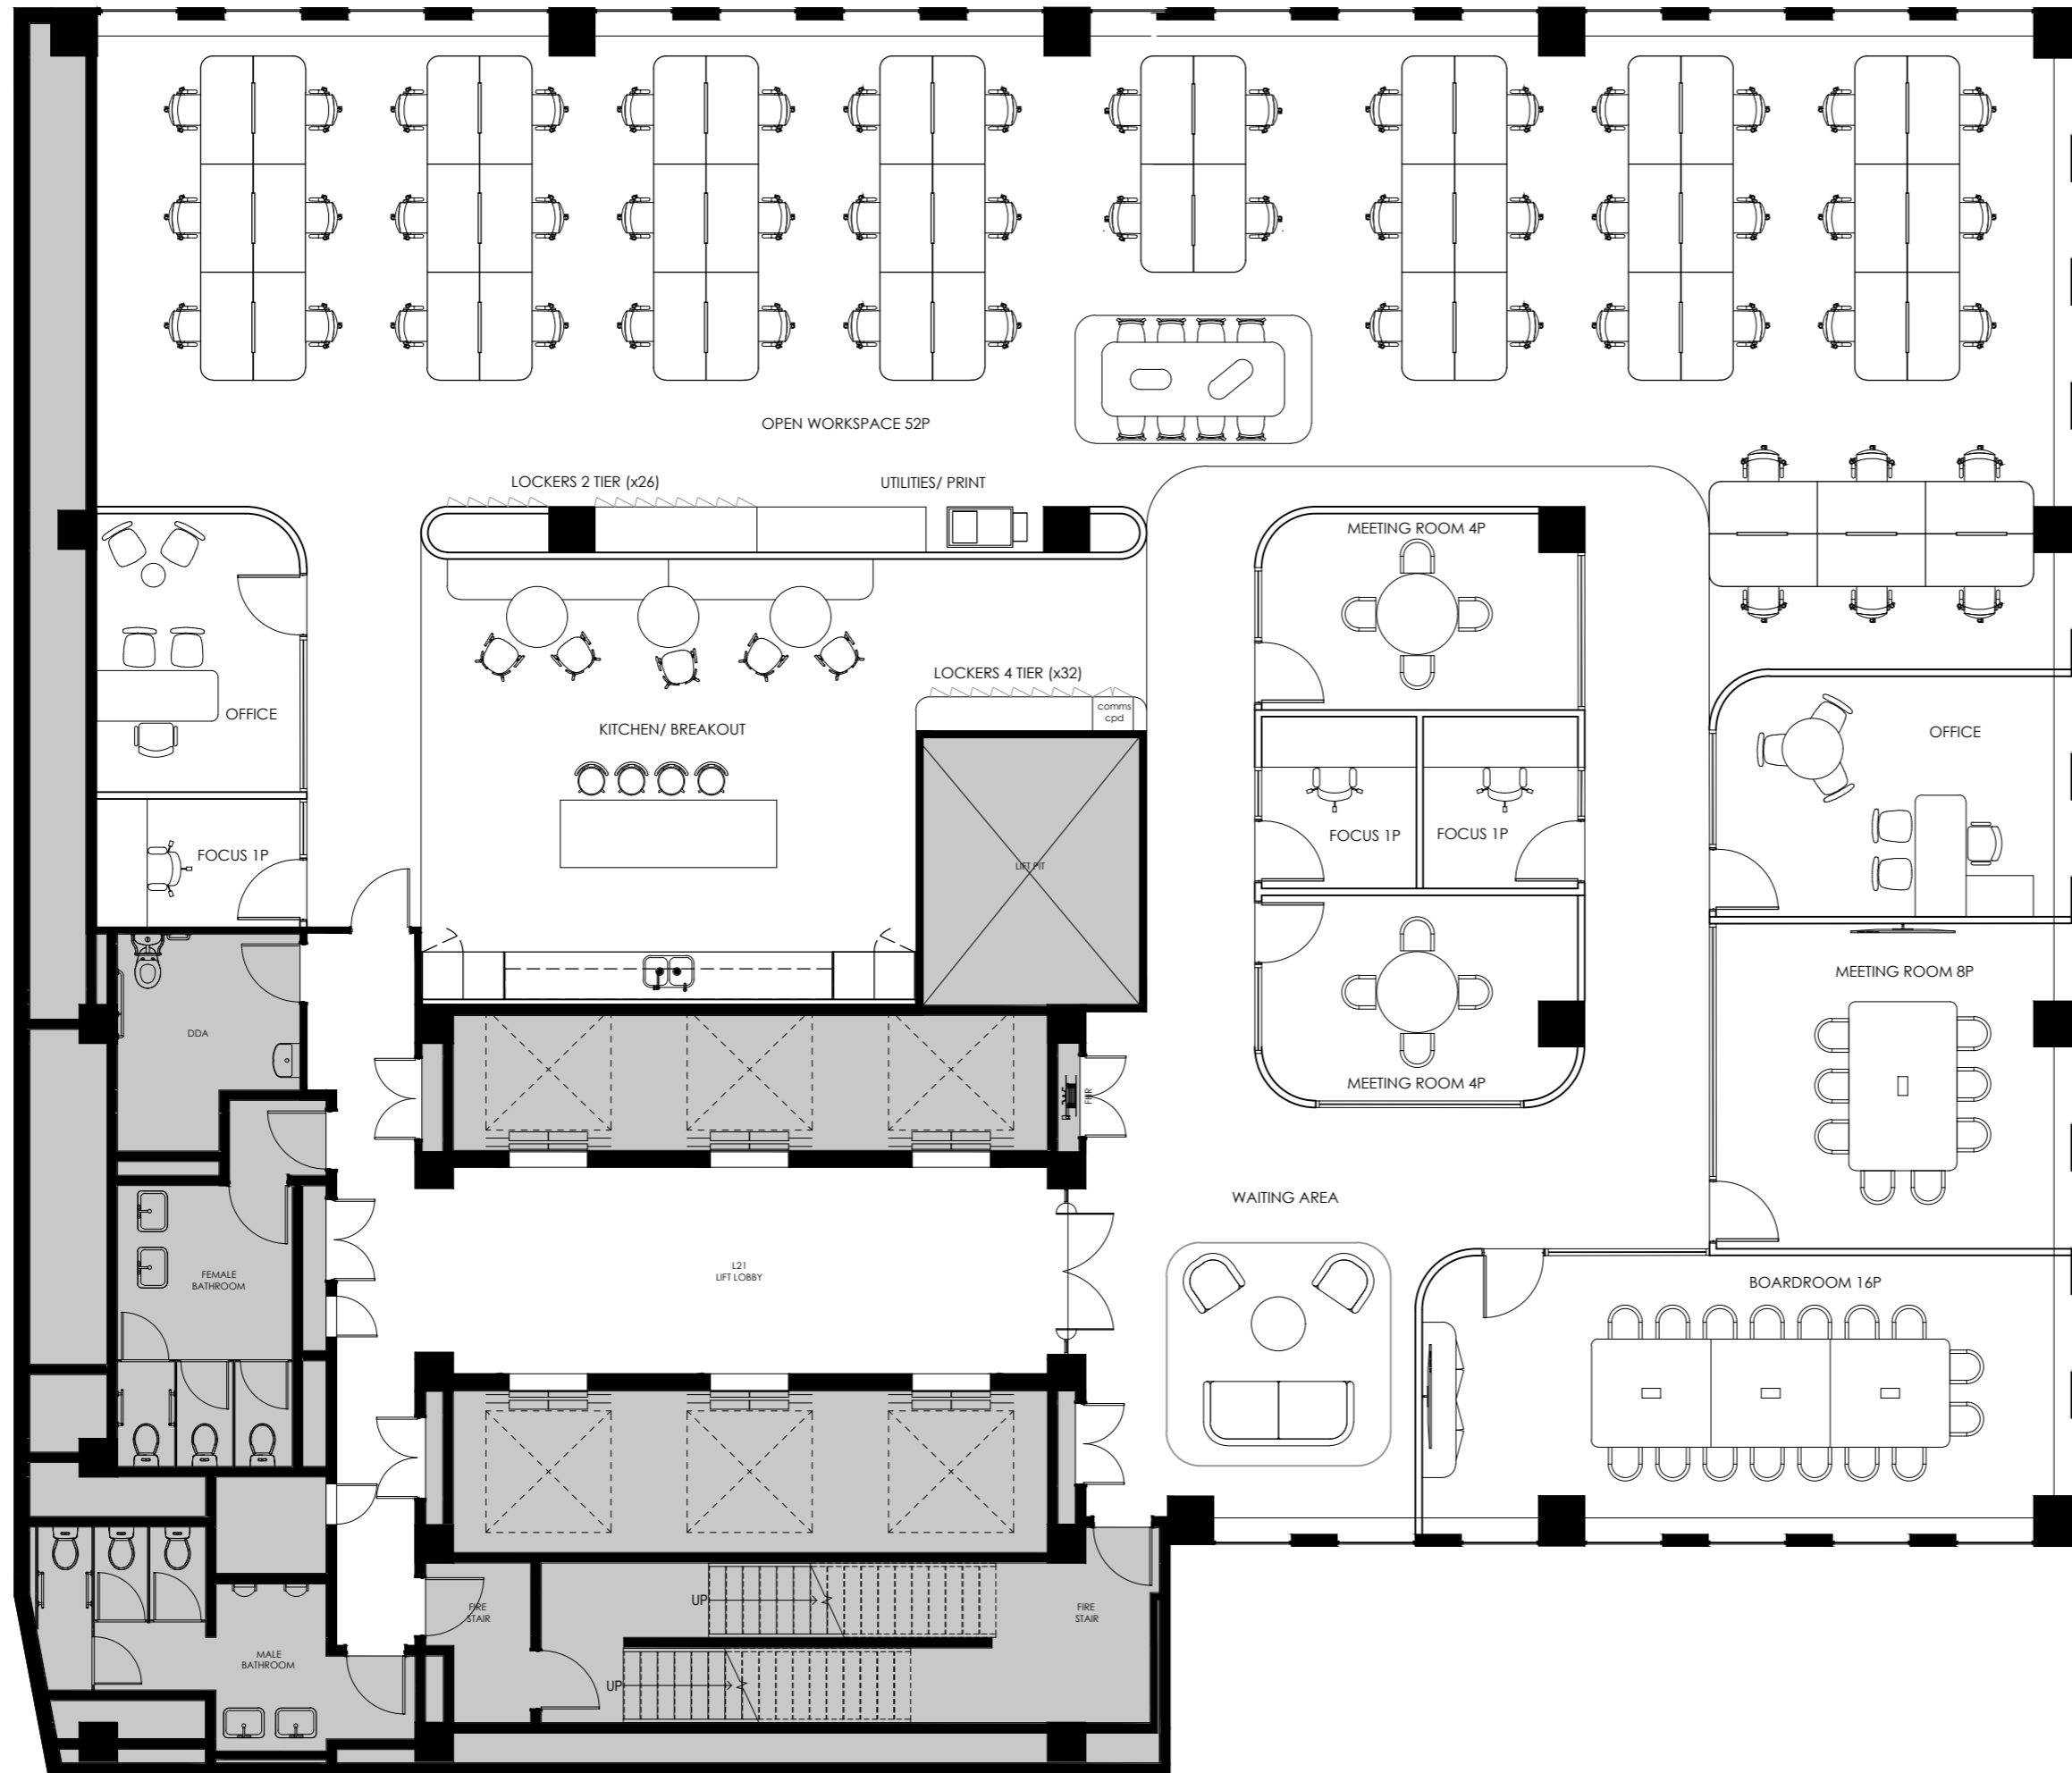 OPEN WORKSPACE 52P
LOCKERS 2 TIER (x26)
UTILITIES/ PRINT
MEETING ROOM 4P
LOCKERS 4 TIER (x32)
comms
cpd
OFFICE
KITCHEN/ BREAKOUT
OFFICE
FOCUS 1P
FOCUS 1P
FOCUS 1P
LIFT PIT
MEETING ROOM 8P
DDA
MEETING ROOM 4P
FHR
WAITING AREA
L21
LIFT LOBBY
FEMALE
BATHROOM
BOARDROOM 16P
UP
FIRE
STAIR
FIRE
STAIR
MALE
BATHROOM
UP